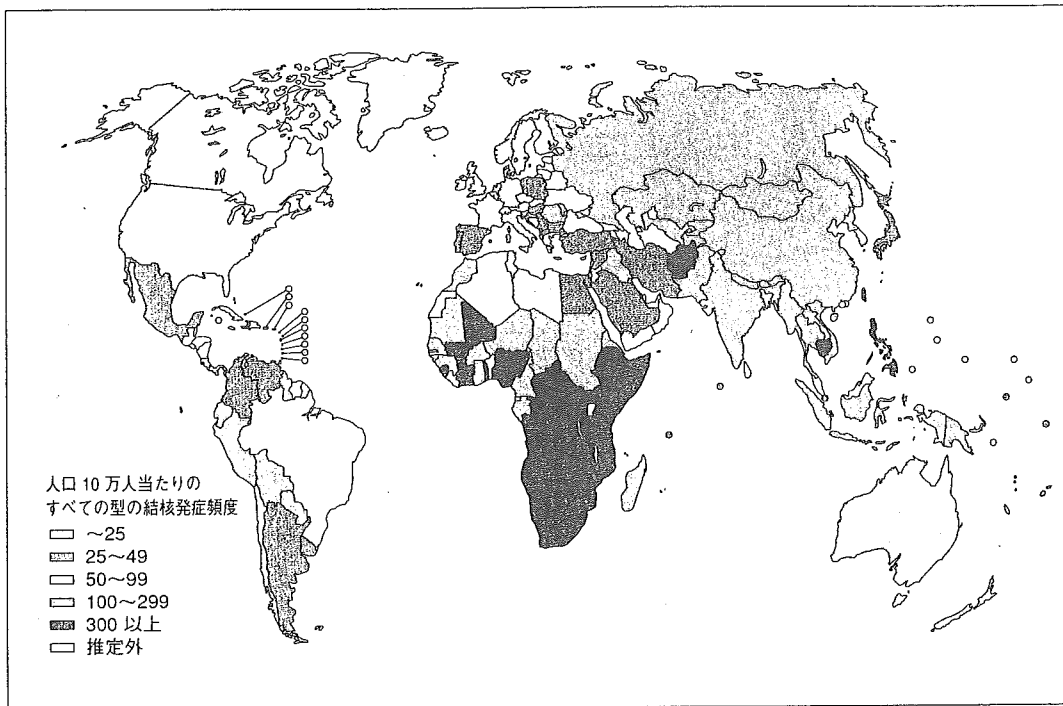 人口 10 万人当たりの
すべての型の結核発症頻度
～25
25～49
50～99
100～299
300 以上
推定外